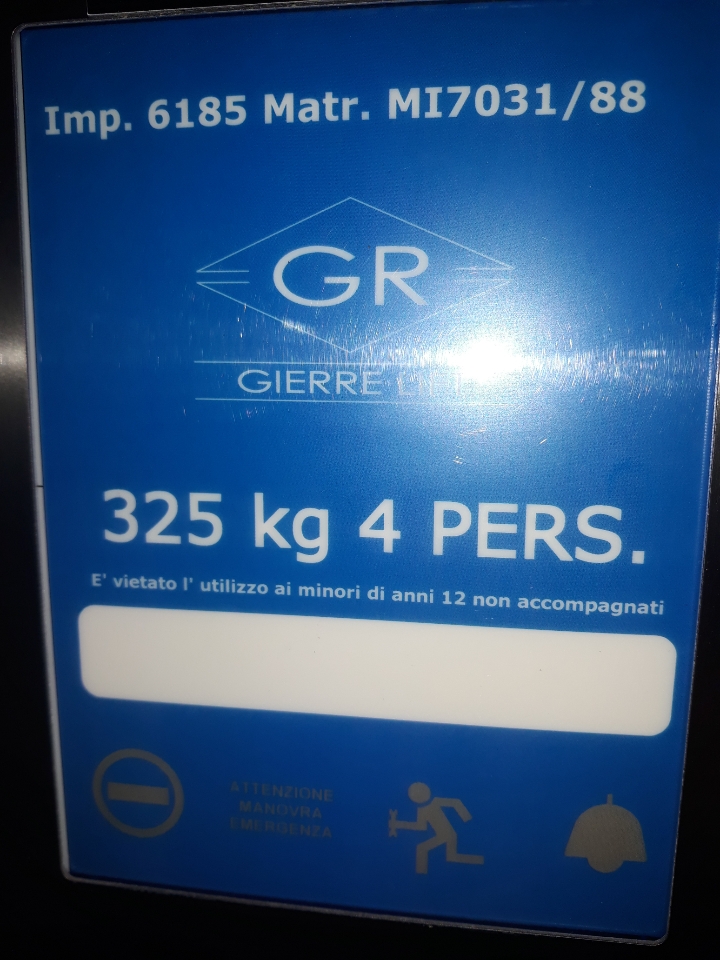 Imp. 6185 Matr. MI7031/88
GR
GIERRE
325 kg 4 PERS.
E' vietato l' utilizzo ai minori di anni 12 non accompagnati
ATTENZIONE
MANOVRA
EMERGENZA